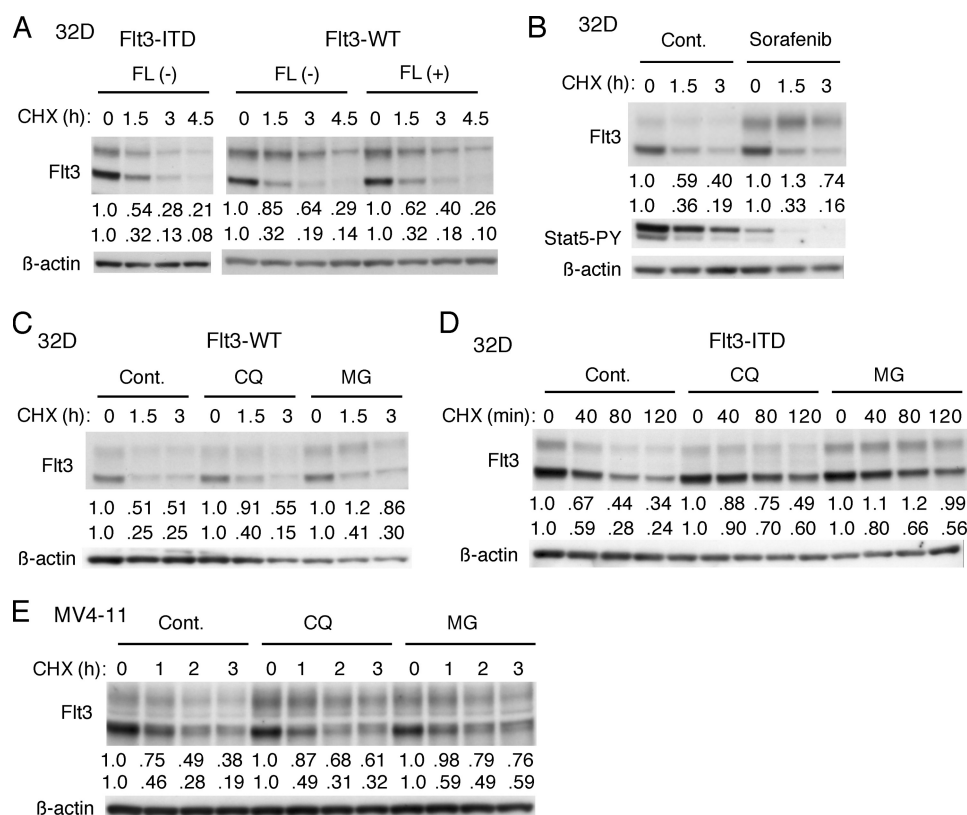 A 32D Flt3-ITD Flt3-WT
FL (-) FL (-) FL (+)
CHX (h): 0 1.5 3 4.5 0 1.5 3 4.5 0 1.5 3 4.5
Flt3
1.0 .54 .28 .21 1.0 .85 .64 .29 1.0 .62 .40 .26
1.0 .32 .13 .08 1.0 .32 .19 .14 1.0 .32 .18 .10
ß-actin
B 32D
Cont. Sorafenib
CHX (h): 0 1.5 3 0 1.5 3
Flt3
1.0 .59 .40 1.0 1.3 .74
1.0 .36 .19 1.0 .33 .16
Stat5-PY
ß-actin
C 32D Flt3-WT
Cont. CQ MG
CHX (h): 0 1.5 3 0 1.5 3 0 1.5 3
Flt3
1.0 .51 .51 1.0 .91 .55 1.0 1.2 .86
1.0 .25 .25 1.0 .40 .15 1.0 .41 .30
ß-actin
D 32D Flt3-ITD
Cont. CQ MG
CHX (min): 0 40 80 120 0 40 80 120 0 40 80 120
Flt3
1.0 .67 .44 .34 1.0 .88 .75 .49 1.0 1.1 1.2 .99
1.0 .59 .28 .24 1.0 .90 .70 .60 1.0 .80 .66 .56
ß-actin
E MV4-11
Cont. CQ MG
CHX (h): 0 1 2 3 0 1 2 3 0 1 2 3
Flt3
1.0 .75 .49 .38 1.0 .87 .68 .61 1.0 .98 .79 .76
1.0 .46 .28 .19 1.0 .49 .31 .32 1.0 .59 .49 .59
ß-actin